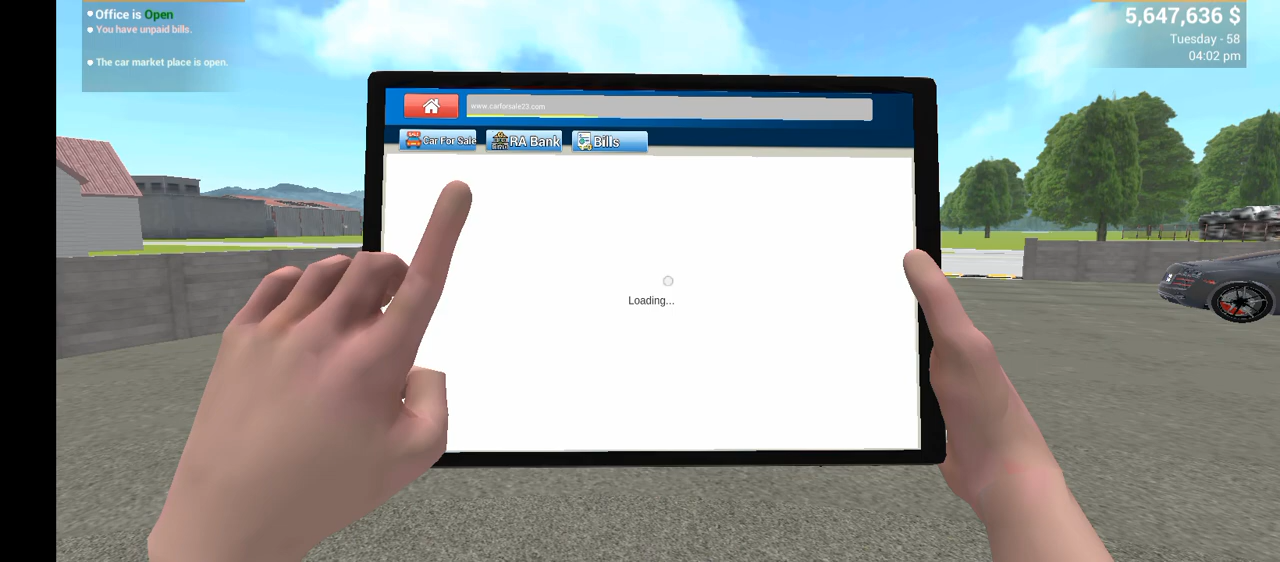 Office is Open
You have unpaid bills.
The car market place is open.
5,647,636 $
Tuesday - 58
04:02 pm
www.carforsale23.com
Car For Sale
RA Bank
Bills
Loading...